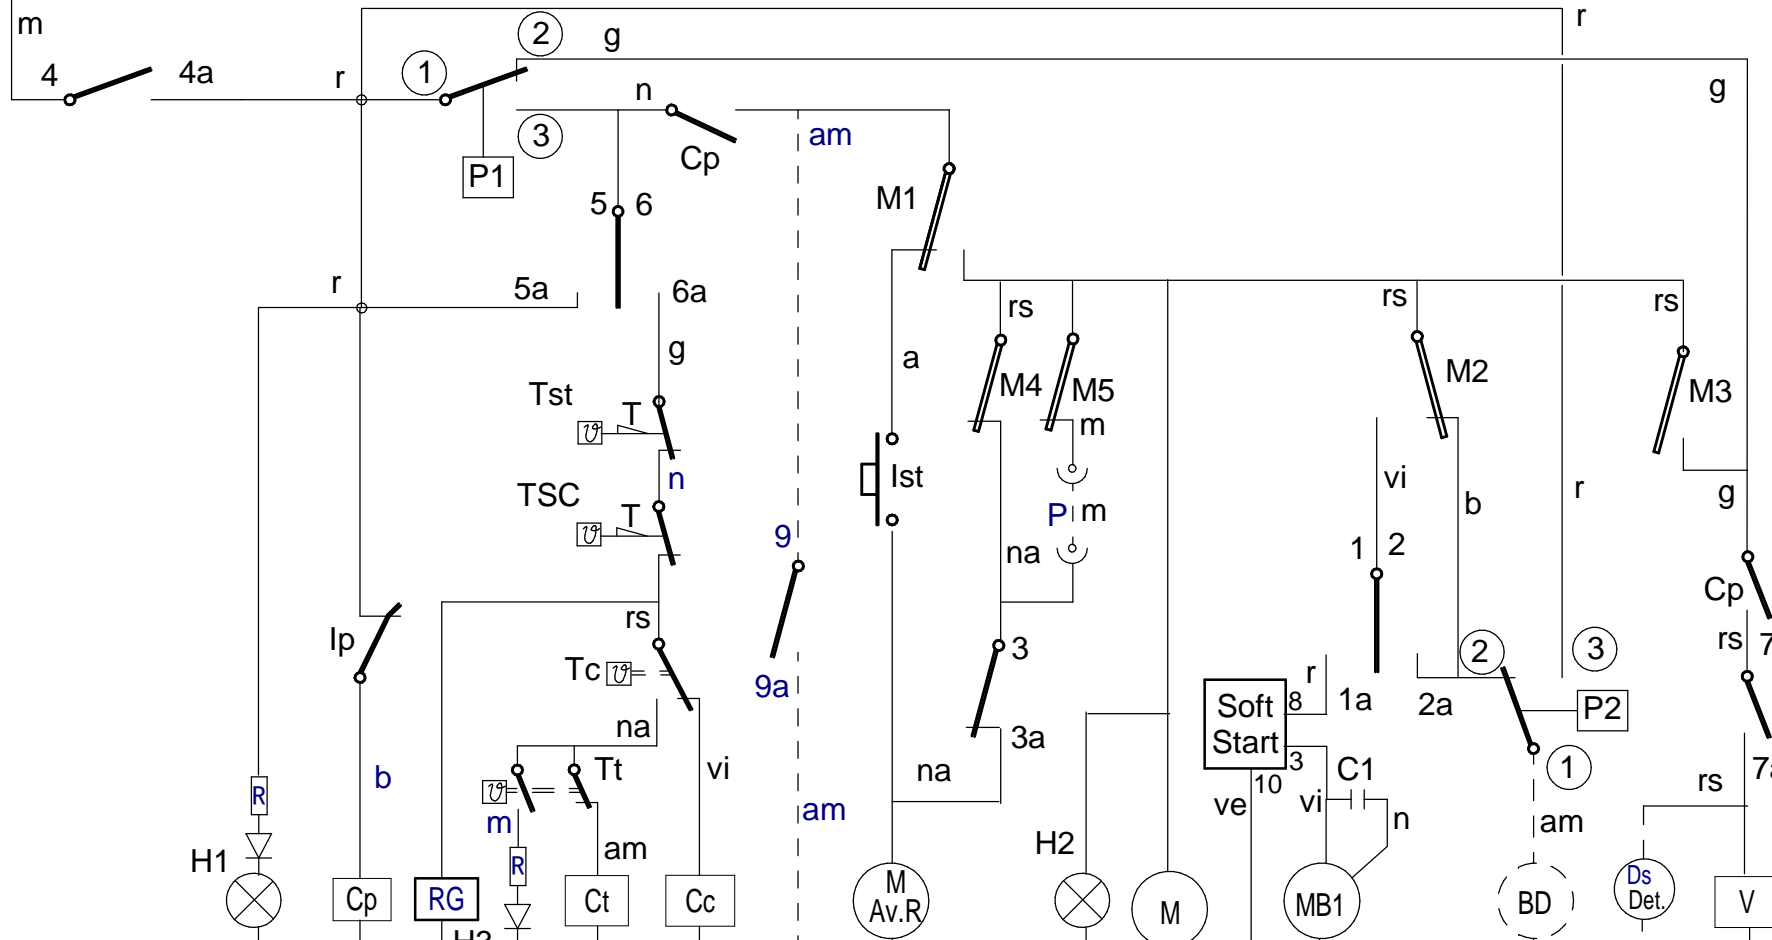 m
r
2
g
4
4a
r
1
n
g
3
am
P1
Cp
M1
5
6
r
5a
6a
rs
rs
rs
g
a
M4
M5
M2
M3
Tst
T
ϑ
m
n
Ist
vi
TSC
T
ϑ
P
m
b
r
g
9
1
2
na
Cp
rs
Ip
rs
3
2
3
rs
7
Tc
ϑ
9a
r
Soft
8
1a
2a
P2
na
3a
Start
3
vi
Tt
na
10
C1
1
7a
b
ϑ
ve
vi
rs
R
m
am
n
am
H1
R
am
H2
Cp
RG
Ct
Cc
M
Av.R
M
MB1
BD
Ds
Det.
V